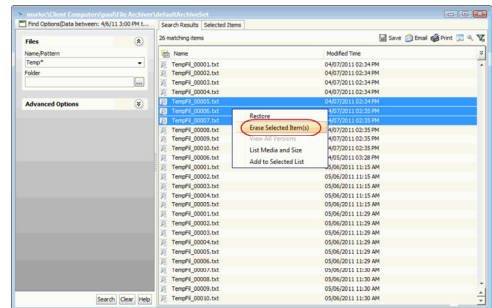 marks\Client Computers\paul\File Archiver\defaultArchiveSet
Find Options(Data between: 4/6/11 3:00 PM t...
Search Results
Selected Items
Files
Name/Pattern
Temp*
Folder
Advanced Options
Search
Clear
Help
26 matching items
Save
Email
Print
Name
Modified Time
TempFil_00001.txt 04/07/2011 02:34 PM
TempFil_00002.txt 04/07/2011 02:34 PM
TempFil_00003.txt 04/07/2011 02:34 PM
TempFil_00004.txt 04/07/2011 02:34 PM
TempFil_00005.txt 04/07/2011 02:34 PM
TempFil_00006.txt 04/07/2011 02:35 PM
TempFil_00007.txt 04/07/2011 02:35 PM
TempFil_00008.txt 04/07/2011 02:35 PM
TempFil_00009.txt 04/07/2011 02:35 PM
TempFil_00010.txt 04/07/2011 02:35 PM
TempFil_00006.txt 04/05/2011 03:28 PM
TempFil_00001.txt 05/06/2011 11:15 AM
TempFil_00002.txt 05/06/2011 11:15 AM
TempFil_00003.txt 05/06/2011 11:15 AM
TempFil_00004.txt 05/06/2011 11:15 AM
TempFil_00005.txt 05/06/2011 11:15 AM
TempFil_00001.txt 05/06/2011 11:29 AM
TempFil_00002.txt 05/06/2011 11:29 AM
TempFil_00003.txt 05/06/2011 11:29 AM
TempFil_00004.txt 05/06/2011 11:29 AM
TempFil_00005.txt 05/06/2011 11:29 AM
TempFil_00006.txt 05/06/2011 11:29 AM
TempFil_00007.txt 05/06/2011 11:30 AM
TempFil_00008.txt 05/06/2011 11:30 AM
TempFil_00009.txt 05/06/2011 11:30 AM
TempFil_00010.txt 05/06/2011 11:30 AM
Restore
Erase Selected Item(s)
View All Versions
List Media and Size
Add to Selected List